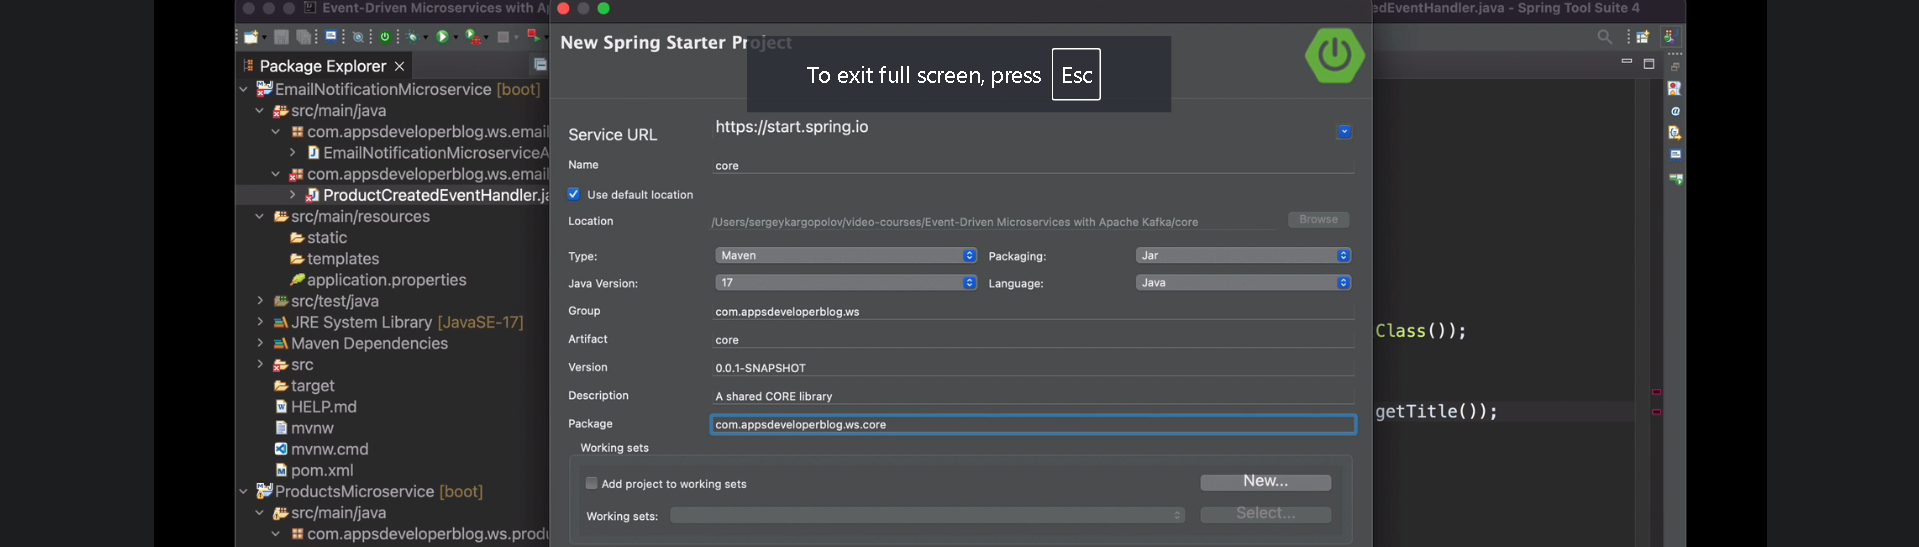 Event-Driven Microservices with Ap
edEventHandler.java - Spring Tool Suite 4
New Spring Starter Project
To exit full screen, press Esc
Package Explorer
EmailNotificationMicroservice [boot]
src/main/java
com.appsdeveloperblog.ws.email
EmailNotificationMicroserviceA
com.appsdeveloperblog.ws.email
ProductCreatedEventHandler.ja
src/main/resources
static
templates
application.properties
src/test/java
JRE System Library [JavaSE-17]
Maven Dependencies
src
target
HELP.md
mvnw
mvnw.cmd
pom.xml
ProductsMicroservice [boot]
src/main/java
com.appsdeveloperblog.ws.produ
Service URL https://start.spring.io
Name core
Use default location
Location /Users/sergeykargopolov/video-courses/Event-Driven Microservices with Apache Kafka/core Browse
Type: Maven Packaging: Jar
Java Version: 17 Language: Java
Group com.appsdeveloperblog.ws
Artifact core
Version 0.0.1-SNAPSHOT
Description A shared CORE library
Package com.appsdeveloperblog.ws.core
Working sets
Add project to working sets New...
Working sets: Select...
Class());
getTitle());